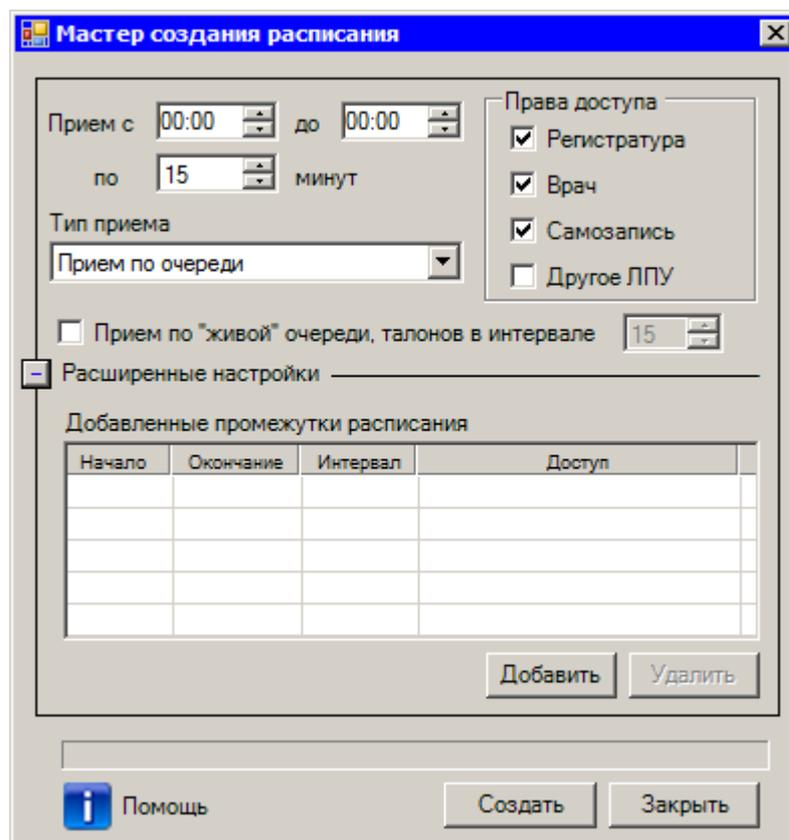 Мастер создания расписания
Прием с 00:00 до 00:00
по 15 минут
Тип приема
Прием по очереди
Права доступа
Регистратура
Врач
Самозапись
Другое ЛПУ
Прием по "живой" очереди, талонов в интервале 15
Расширенные настройки
Добавленные промежутки расписания
Начало Окончание Интервал Доступ
Добавить Удалить
Помощь Создать Закрыть